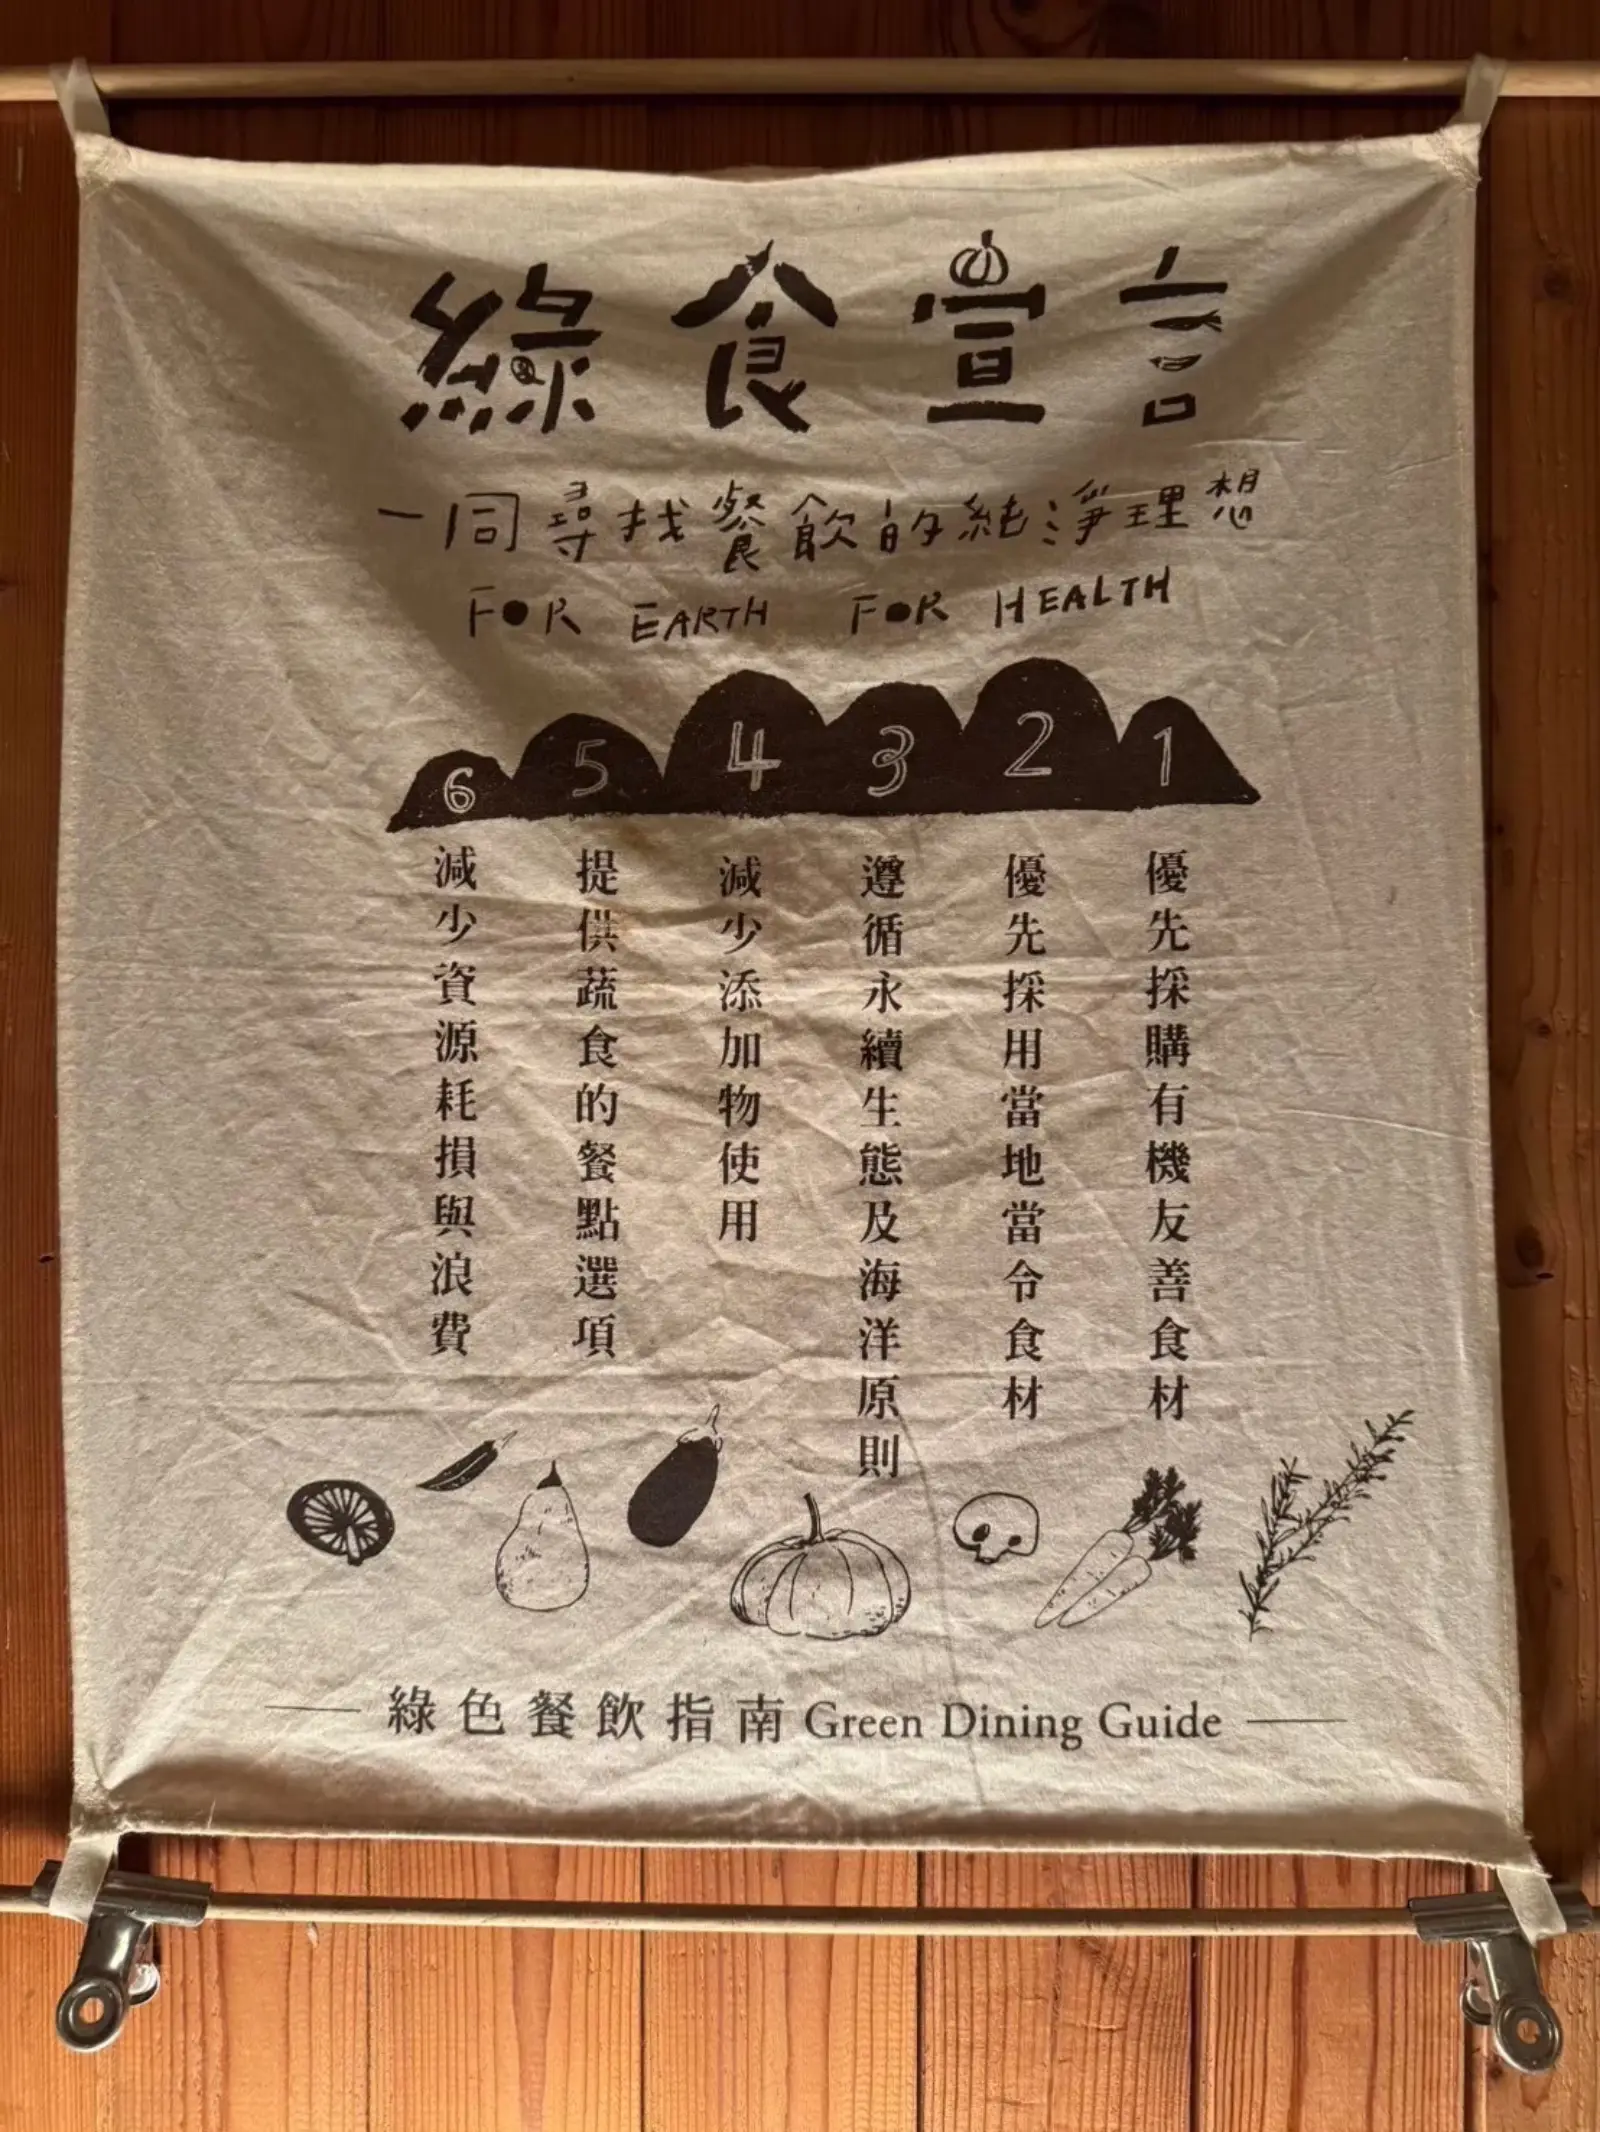 綠食宣言
一同尋找餐飲的純淨理想
FOR EARTH FOR HEALTH
1
優先採購有機友善食材
2
優先採用當地當令食材
3
遵循永續生態及海洋原則
4
減少添加物使用
5
提供蔬食的餐點選項
6
減少資源耗損與浪費
綠色餐飲指南 Green Dining Guide